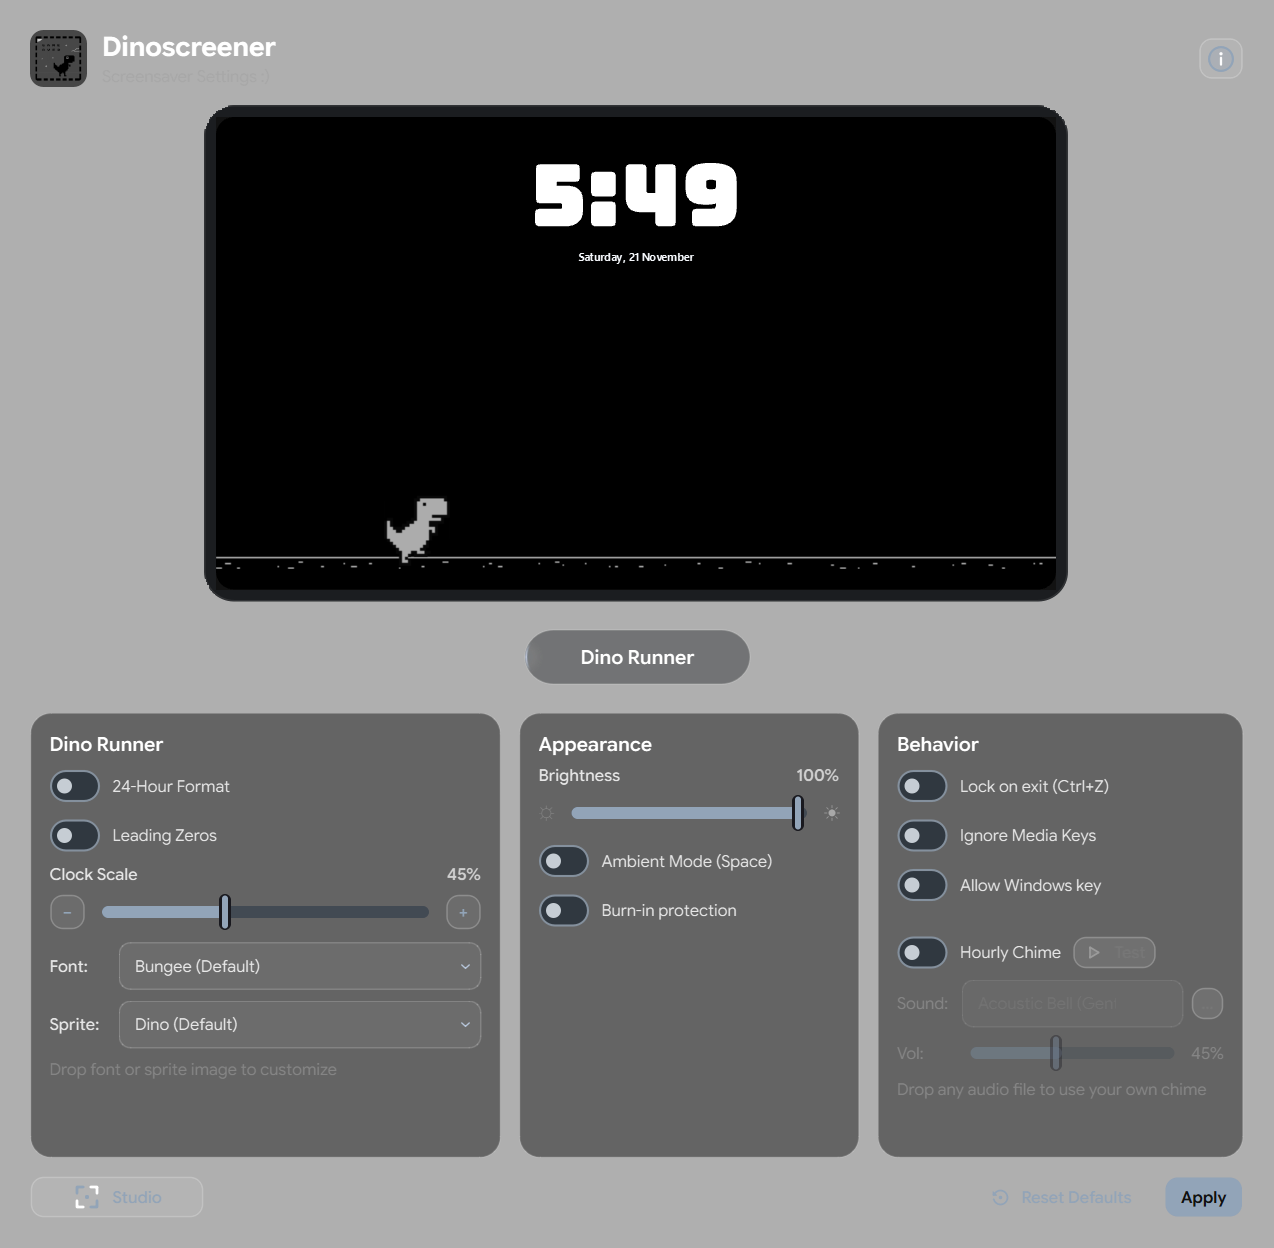 Dinoscreener
Screensaver Settings :)
5:49
Saturday, 21 November
Dino Runner
Dino Runner
24-Hour Format
Leading Zeros
Clock Scale 45%
Font: Bungee (Default)
Sprite: Dino (Default)
Drop font or sprite image to customize
Appearance
Brightness 100%
Ambient Mode (Space)
Burn-in protection
Behavior
Lock on exit (Ctrl+Z)
Ignore Media Keys
Allow Windows key
Hourly Chime Test
Sound: Acoustic Bell (Gen
Vol: 45%
Drop any audio file to use your own chime
Studio
Reset Defaults
Apply